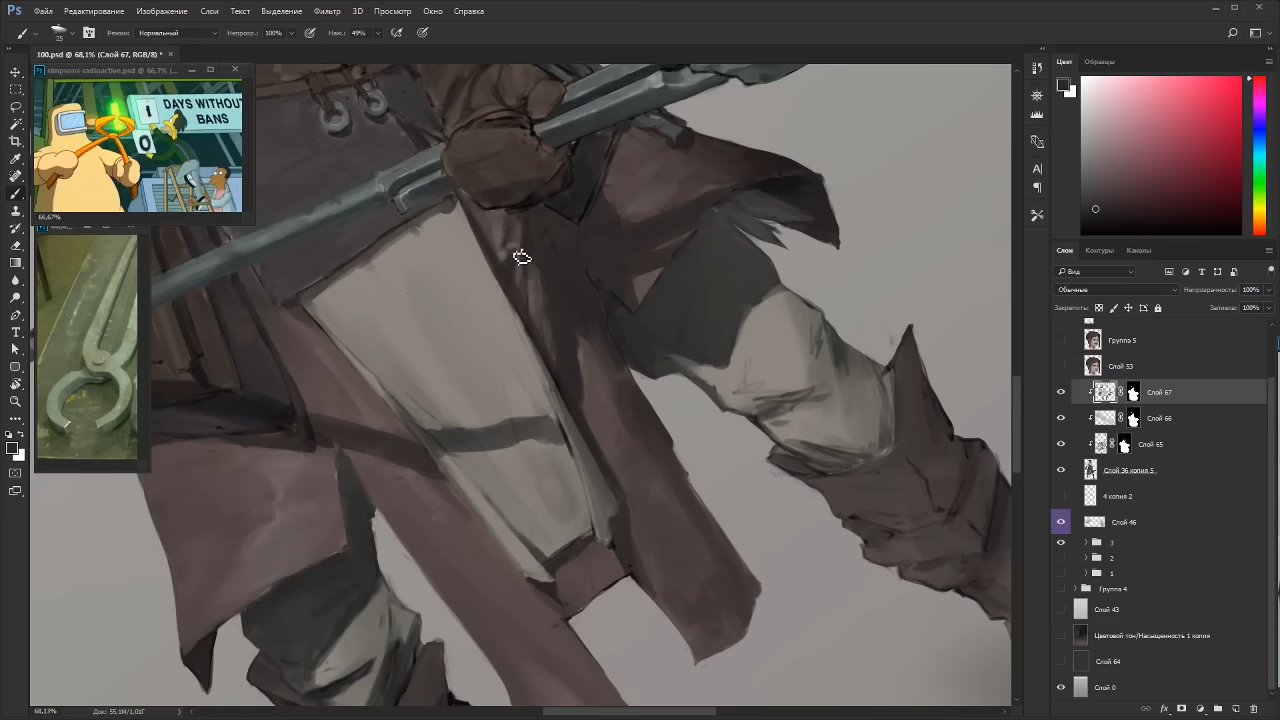 Ps Файл Редактирование Изображение Слои Текст Выделение Фильтр 3D Просмотр Окно Справка
25 Режим: Нормальный Непрозр.: 100% Наж.: 49%
100.psd @ 68,1% (Слой 67, RGB/8) * ×
simpsons-radioactive.psd @ 66,7% (...
1 DAYS WITHOUT
BANS
0
66,67%
Цвет Образцы
Слои Контуры Каналы
Вид
Обычные Непрозрачность: 100%
Закрепить: Заливка: 100%
Группа 5
Слой 53
Слой 67
Слой 66
Слой 65
Слой 36 копия 5
4 копия 2
Слой 46
3
2
1
Группа 4
Слой 43
Цветовой тон/Насыщенность 1 копия
Слой 64
Слой 0
68,13% Док: 55,1M/1,01Г